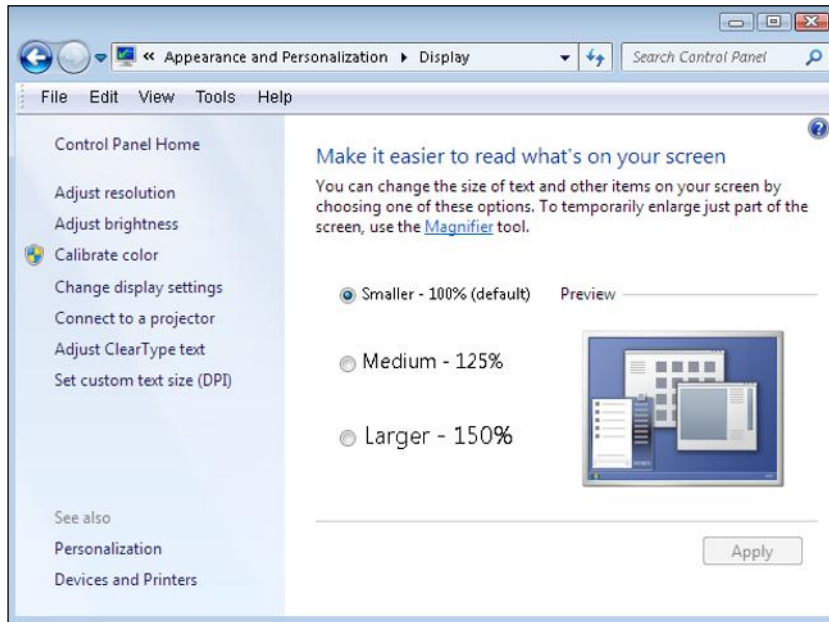 « Appearance and Personalization ▸ Display
Search Control Panel
File Edit View Tools Help
Control Panel Home
Adjust resolution
Adjust brightness
Calibrate color
Change display settings
Connect to a projector
Adjust ClearType text
Set custom text size (DPI)
See also
Personalization
Devices and Printers
Make it easier to read what's on your screen
You can change the size of text and other items on your screen by
choosing one of these options. To temporarily enlarge just part of the
screen, use the Magnifier tool.
Smaller - 100% (default) Preview
Medium - 125%
Larger - 150%
Apply